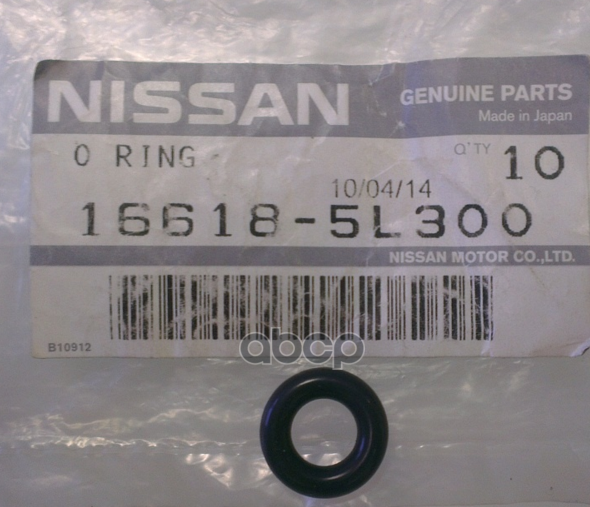 NISSAN GENUINE PARTS
Made in Japan
O RING Q'TY 10
10/04/14
16618-5L300
NISSAN MOTOR CO.,LTD.
B10912
abcp